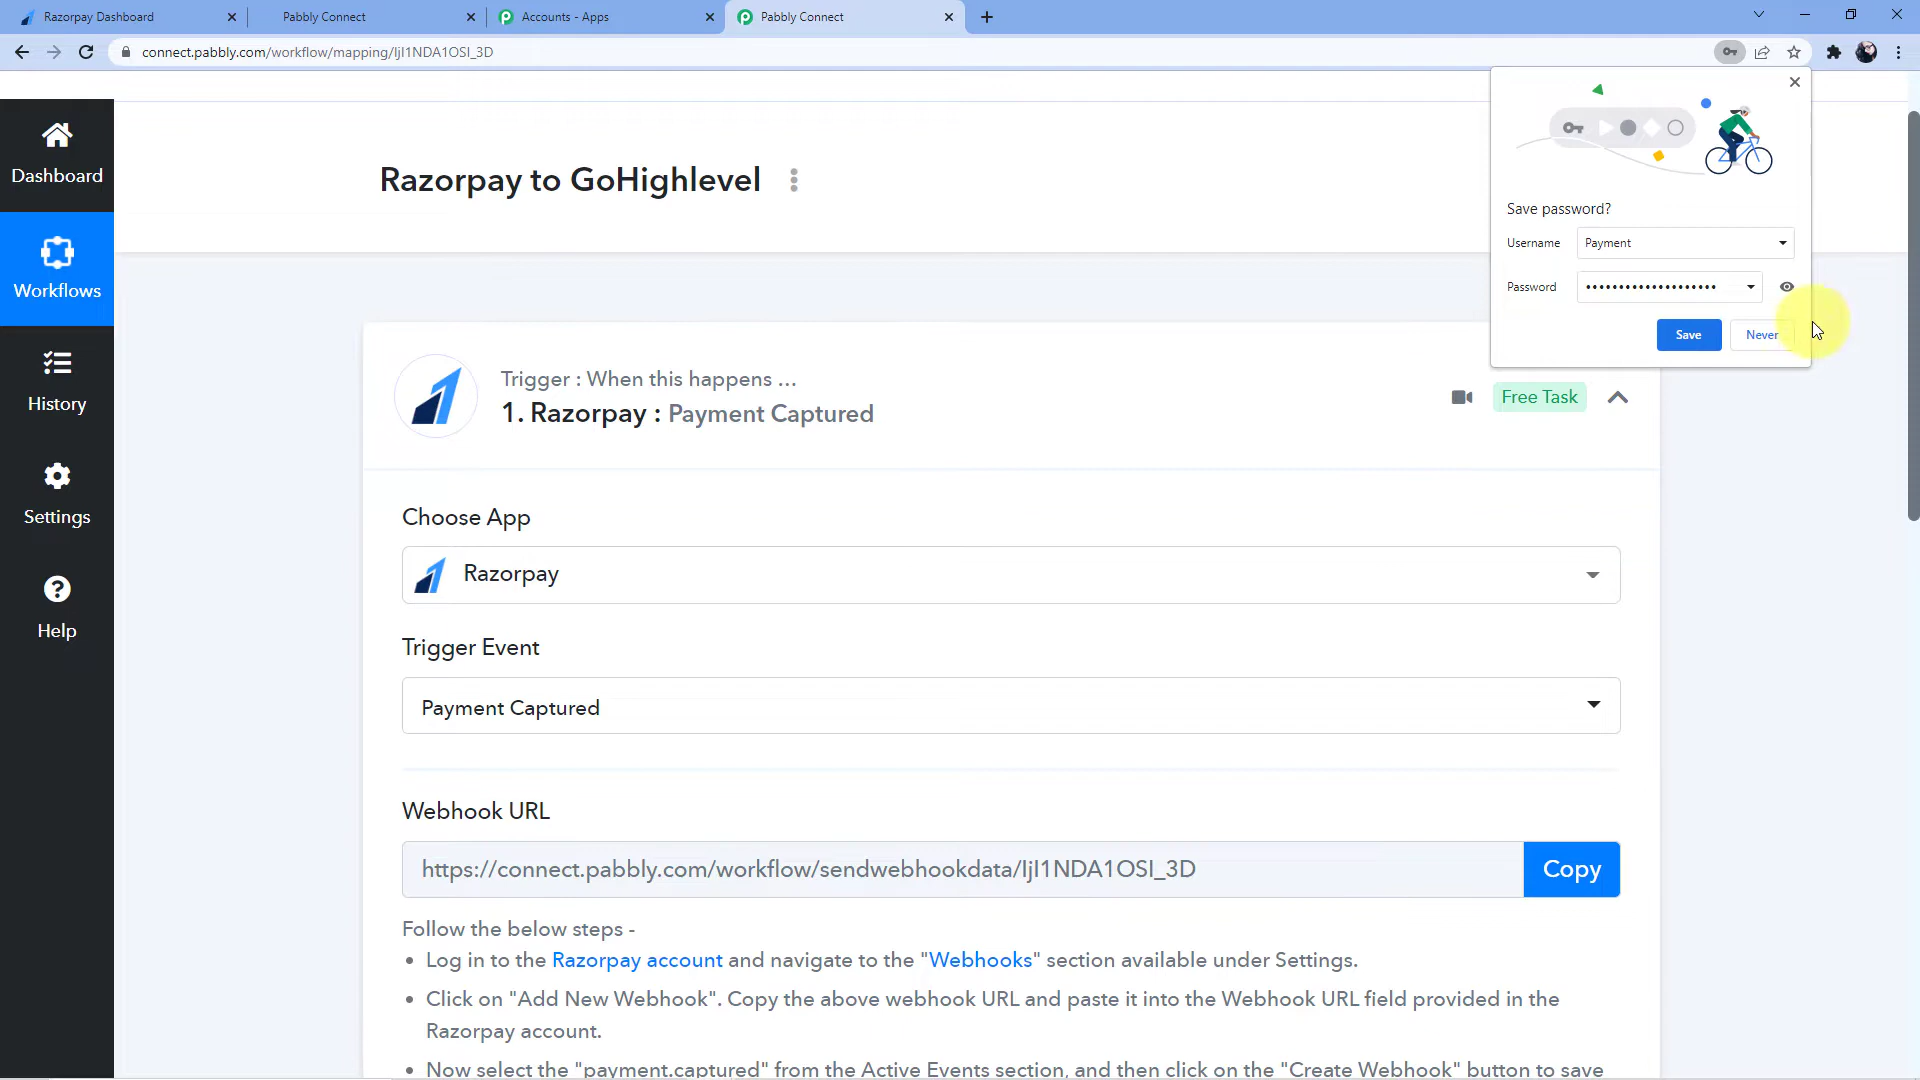 Razorpay Dashboard
Pabbly Connect
Accounts - Apps
Pabbly Connect
connect.pabbly.com/workflow/mapping/IjI1NDA1OSI_3D
Save password?
Username Payment
Password ••••••••••••••••••••
Save Never
Dashboard
Workflows
History
Settings
Help
Razorpay to GoHighlevel
Trigger : When this happens ...
1. Razorpay : Payment Captured
Free Task
Choose App
Razorpay
Trigger Event
Payment Captured
Webhook URL
https://connect.pabbly.com/workflow/sendwebhookdata/IjI1NDA1OSI_3D
Copy
Follow the below steps -
• Log in to the Razorpay account and navigate to the "Webhooks" section available under Settings.
• Click on "Add New Webhook". Copy the above webhook URL and paste it into the Webhook URL field provided in the
Razorpay account.
• Now select the "payment.captured" from the Active Events section, and then click on the "Create Webhook" button to save